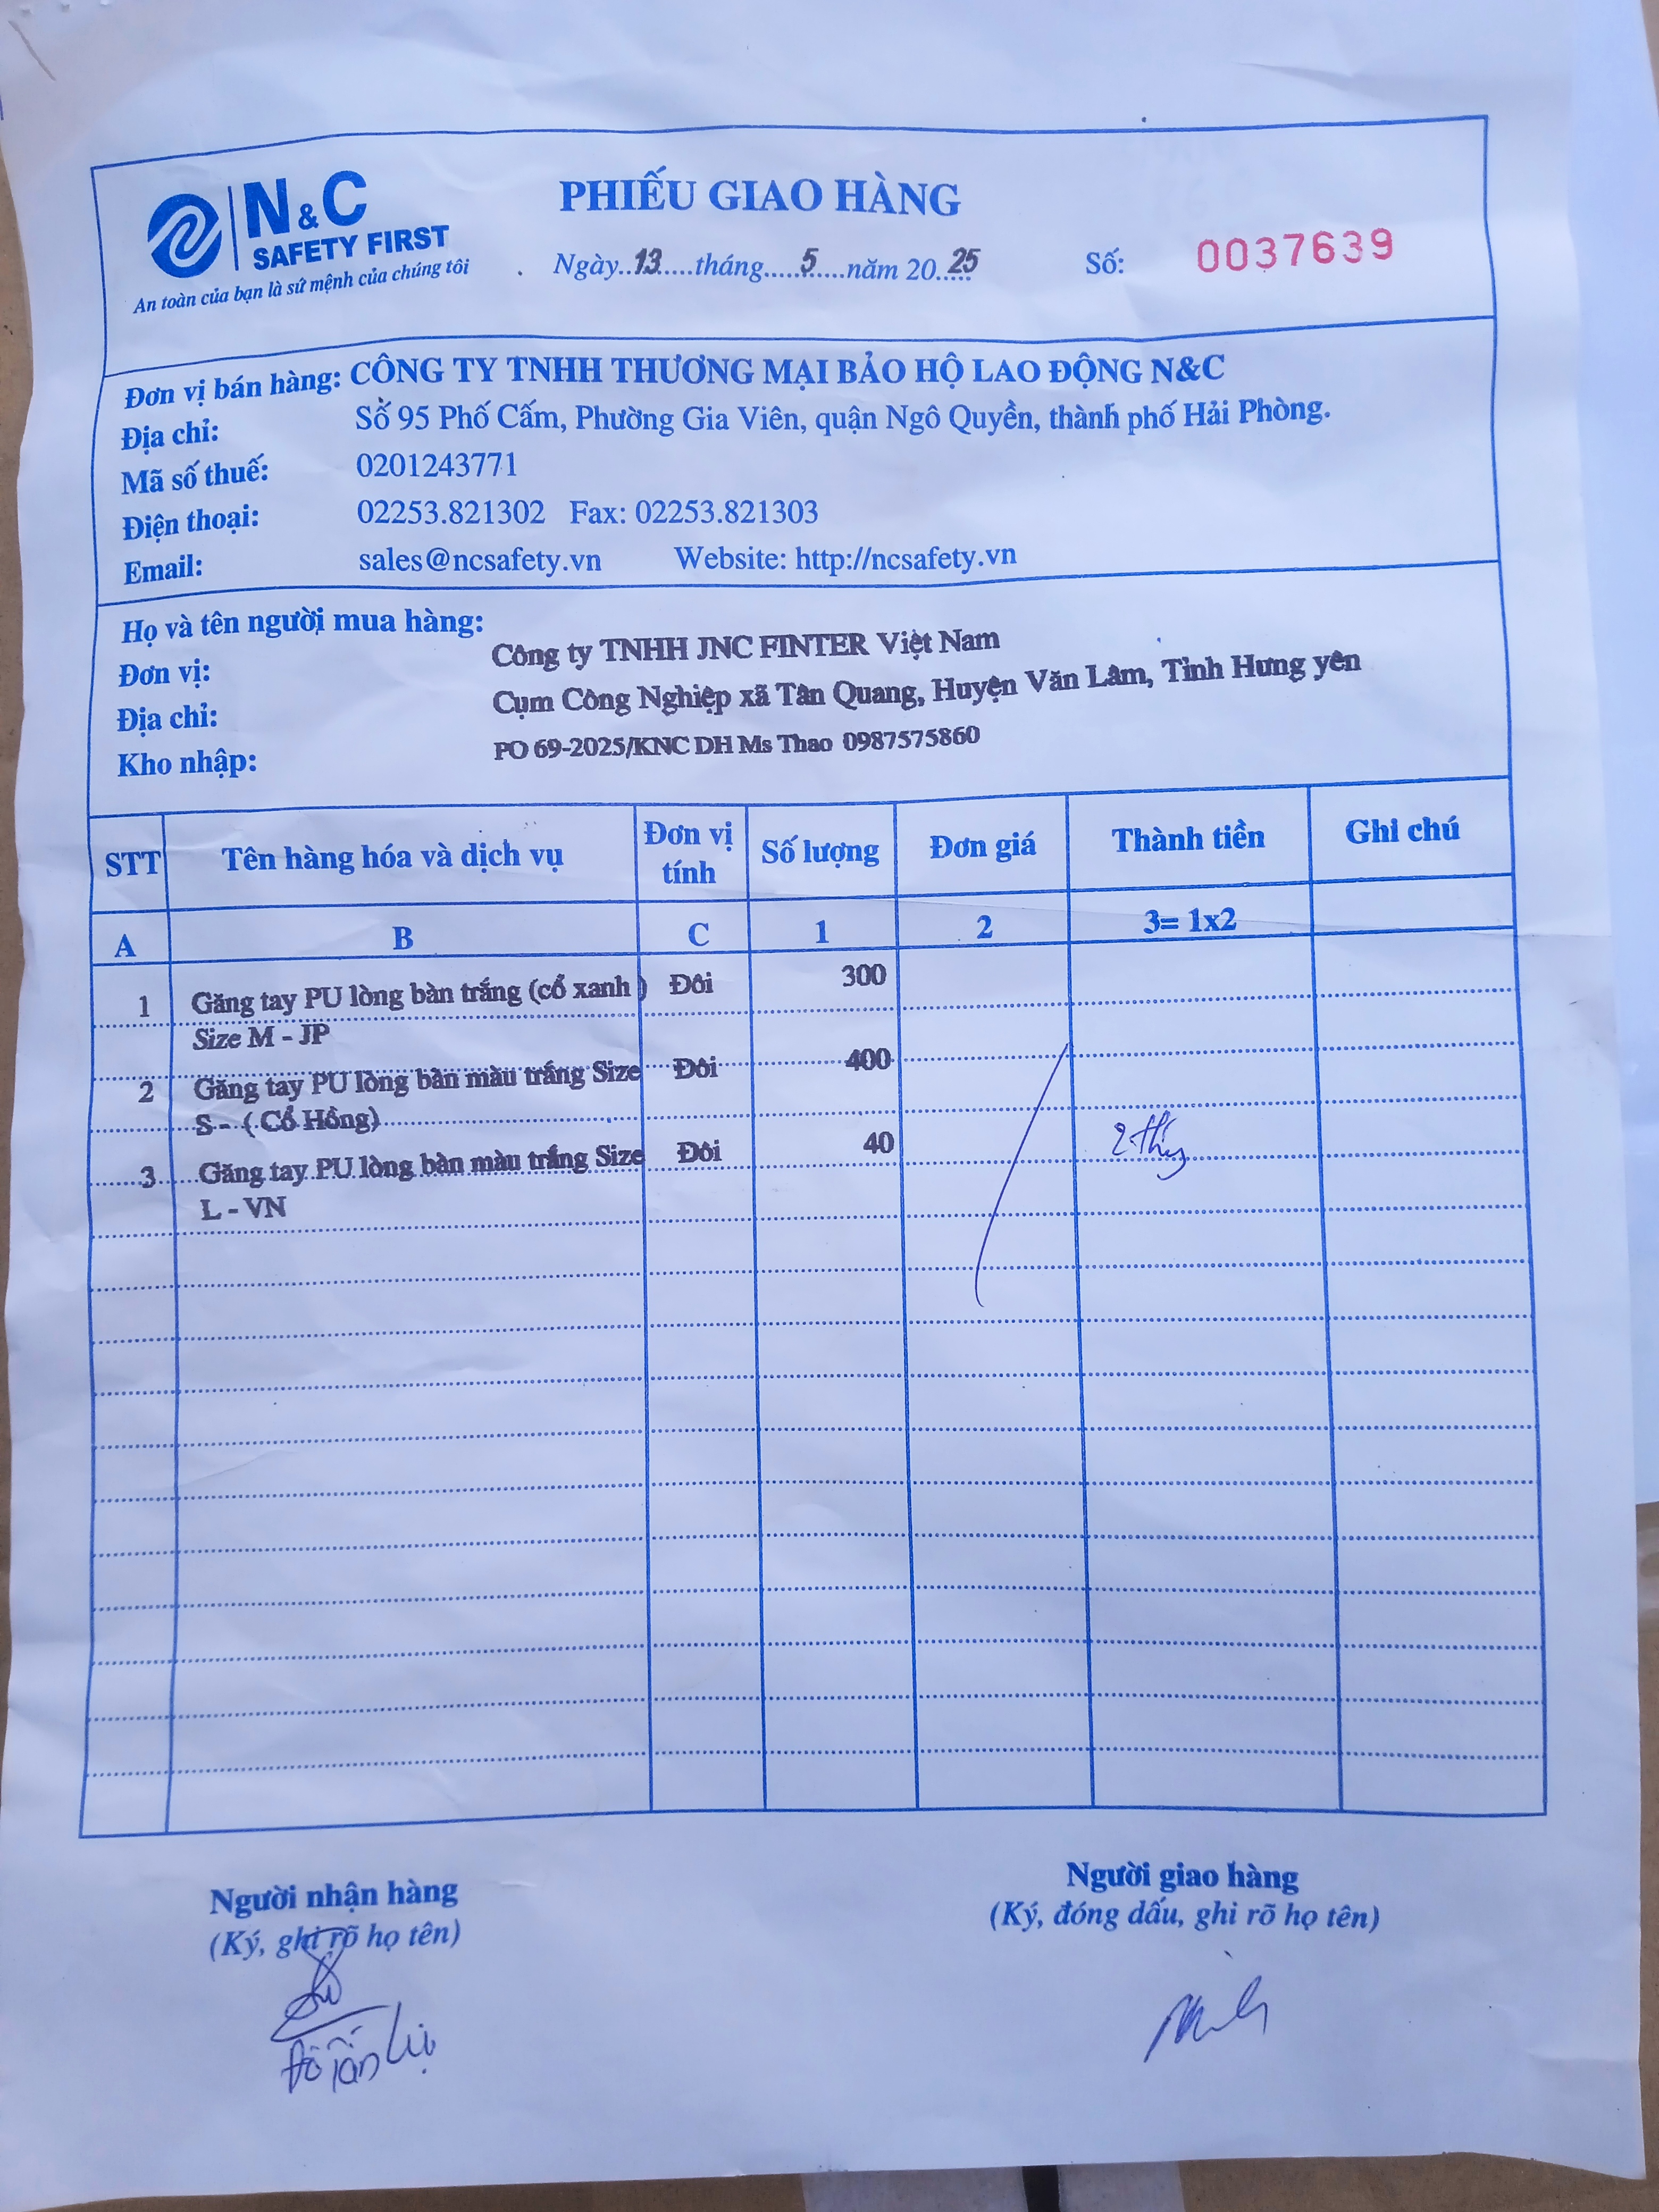 N&C
SAFETY FIRST
An toàn của bạn là sứ mệnh của chúng tôi
PHIẾU GIAO HÀNG
Ngày..13.....tháng.....5.....năm 20..25
Số: 0037639
Đơn vị bán hàng: CÔNG TY TNHH THƯƠNG MẠI BẢO HỘ LAO ĐỘNG N&C
Địa chỉ: Số 95 Phố Cấm, Phường Gia Viên, quận Ngô Quyền, thành phố Hải Phòng.
Mã số thuế: 0201243771
Điện thoại: 02253.821302 Fax: 02253.821303
Email: sales@ncsafety.vn Website: http://ncsafety.vn
Họ và tên người mua hàng:
Đơn vị: Công ty TNHH JNC FINTER Việt Nam
Địa chỉ: Cụm Công Nghiệp xã Tân Quang, Huyện Văn Lâm, Tỉnh Hưng yên
Kho nhập: PO 69-2025/KNC DH Ms Thao 0987575860
STT Tên hàng hóa và dịch vụ Đơn vị tính Số lượng Đơn giá Thành tiền Ghi chú
A B C 1 2 3= 1x2
1 Găng tay PU lòng bàn trắng (cổ xanh ) Đôi 300
Size M - JP
2 Găng tay PU lòng bàn màu trắng Size Đôi 400
S - ( Cổ Hồng)
3 Găng tay PU lòng bàn màu trắng Size Đôi 40
L - VN
Người nhận hàng
(Ký, ghi rõ họ tên)
Người giao hàng
(Ký, đóng dấu, ghi rõ họ tên)